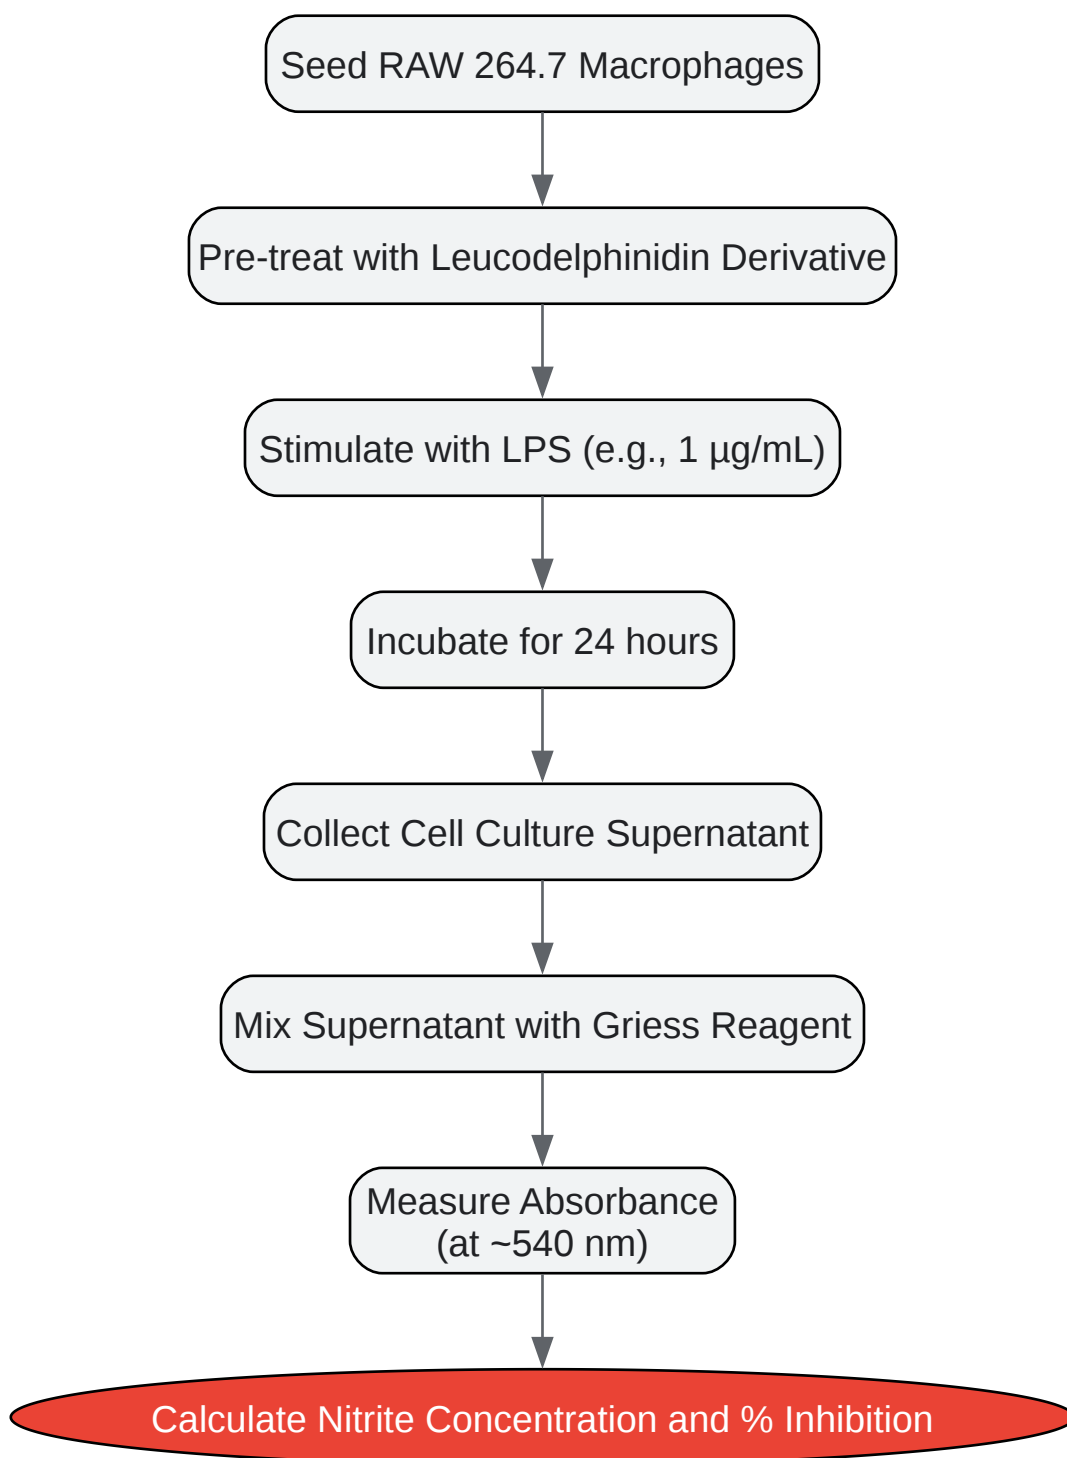 Seed RAW 264.7 Macrophages
Pre-treat with Leucodelphinidin Derivative
Stimulate with LPS (e.g., 1 µg/mL)
Incubate for 24 hours
Collect Cell Culture Supernatant
Mix Supernatant with Griess Reagent
Measure Absorbance
(at ~540 nm)
Calculate Nitrite Concentration and % Inhibition